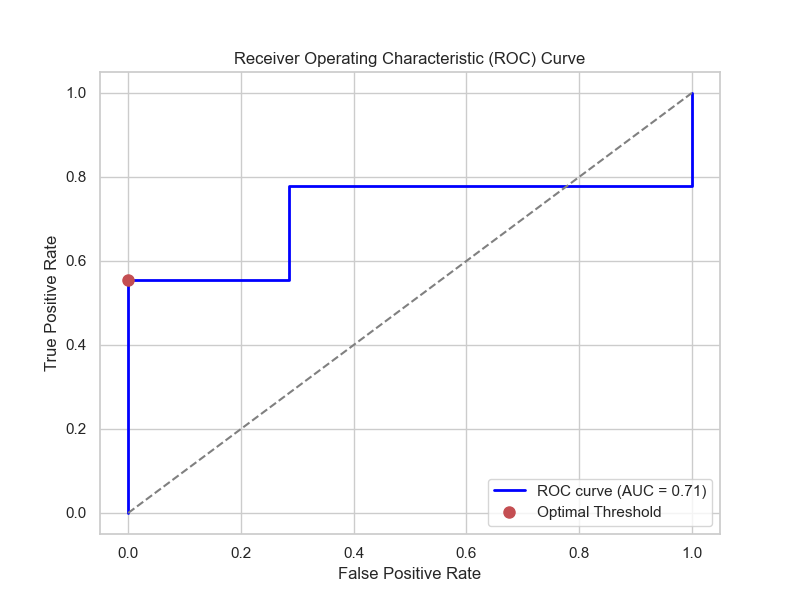 Receiver Operating Characteristic (ROC) Curve
1.0
0.8
0.6
0.4
0.2
0.0
True Positive Rate
0.0 0.2 0.4 0.6 0.8 1.0
False Positive Rate
ROC curve (AUC = 0.71)
Optimal Threshold